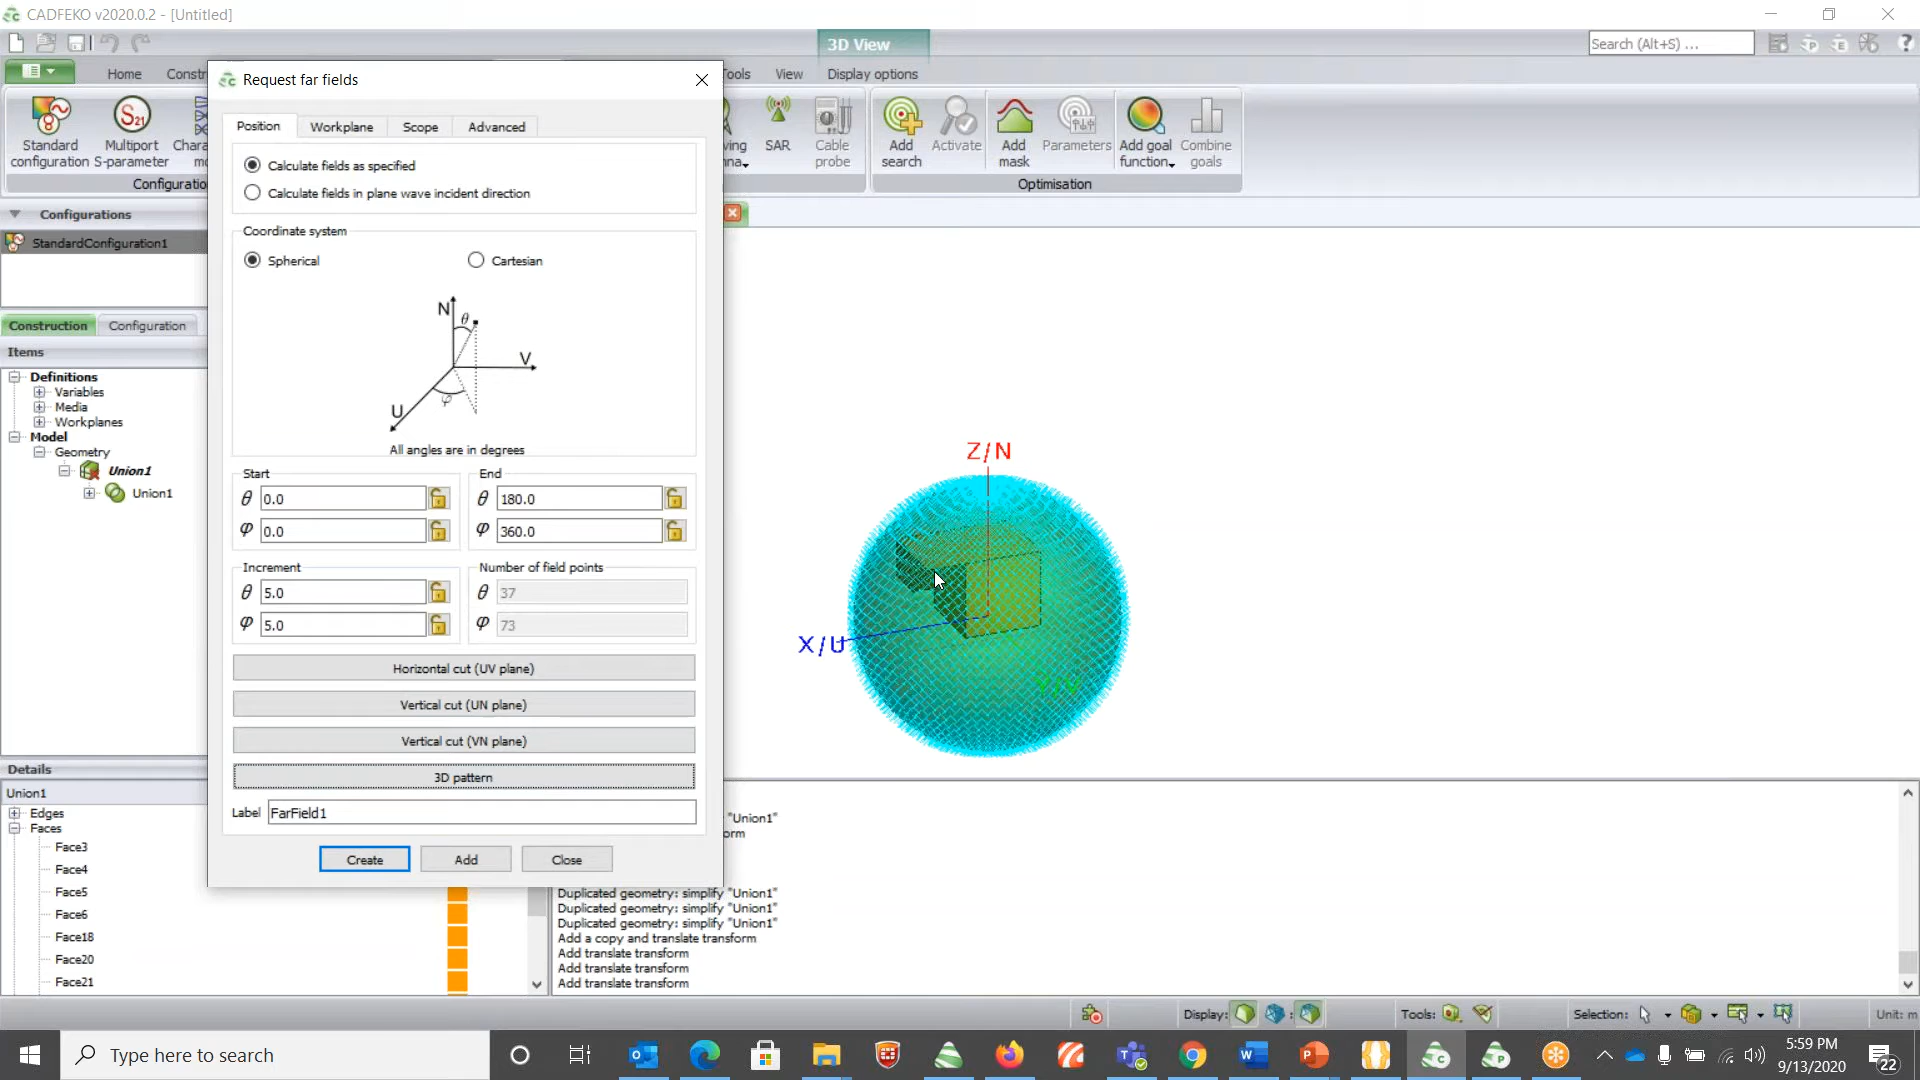 CADFEKO v2020.0.2 - [Untitled]
3D View
Search (Alt+S) ...
Home
Constr
Tools
View
Display options
Standard configuration
Multiport S-parameter
SAR
Cable probe
Add search
Activate
Add mask
Parameters
Add goal function
Combine goals
Optimisation
Configurations
StandardConfiguration1
Construction
Configuration
Items
Definitions
Variables
Media
Workplanes
Model
Geometry
Union1
Union1
Details
Union1
Edges
Faces
Face3
Face4
Face5
Face6
Face18
Face20
Face21
Request far fields
Position
Workplane
Scope
Advanced
Calculate fields as specified
Calculate fields in plane wave incident direction
Coordinate system
Spherical
Cartesian
N
θ
V
U
φ
All angles are in degrees
Start
End
θ 0.0
θ 180.0
φ 0.0
φ 360.0
Increment
Number of field points
θ 5.0
θ 37
φ 5.0
φ 73
Horizontal cut (UV plane)
Vertical cut (UN plane)
Vertical cut (VN plane)
3D pattern
Label FarField1
Create
Add
Close
Z/N
X/U
Y/V
"Union1"
orm
Duplicated geometry: simplify "Union1"
Duplicated geometry: simplify "Union1"
Duplicated geometry: simplify "Union1"
Add a copy and translate transform
Add translate transform
Add translate transform
Add translate transform
Display:
Tools:
Selection:
Unit: m
Type here to search
5:59 PM
9/13/2020
22